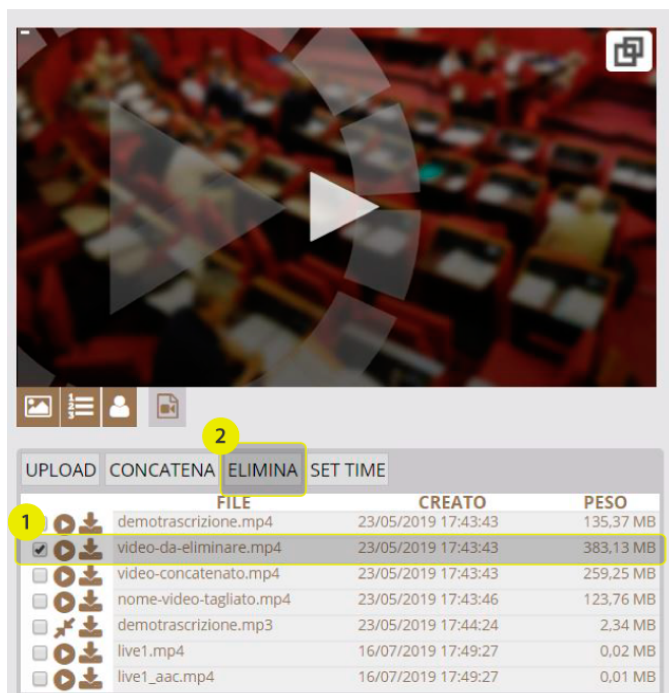 2
UPLOAD CONCATENA ELIMINA SET TIME
FILE CREATO PESO
1
demotrascrizione.mp4 23/05/2019 17:43:43 135,37 MB
video-da-eliminare.mp4 23/05/2019 17:43:43 383,13 MB
video-concatenato.mp4 23/05/2019 17:43:43 259,25 MB
nome-video-tagliato.mp4 23/05/2019 17:43:46 123,76 MB
demotrascrizione.mp3 23/05/2019 17:44:24 2,34 MB
live1.mp4 16/07/2019 17:49:27 0,02 MB
live1_aac.mp4 16/07/2019 17:49:27 0,01 MB